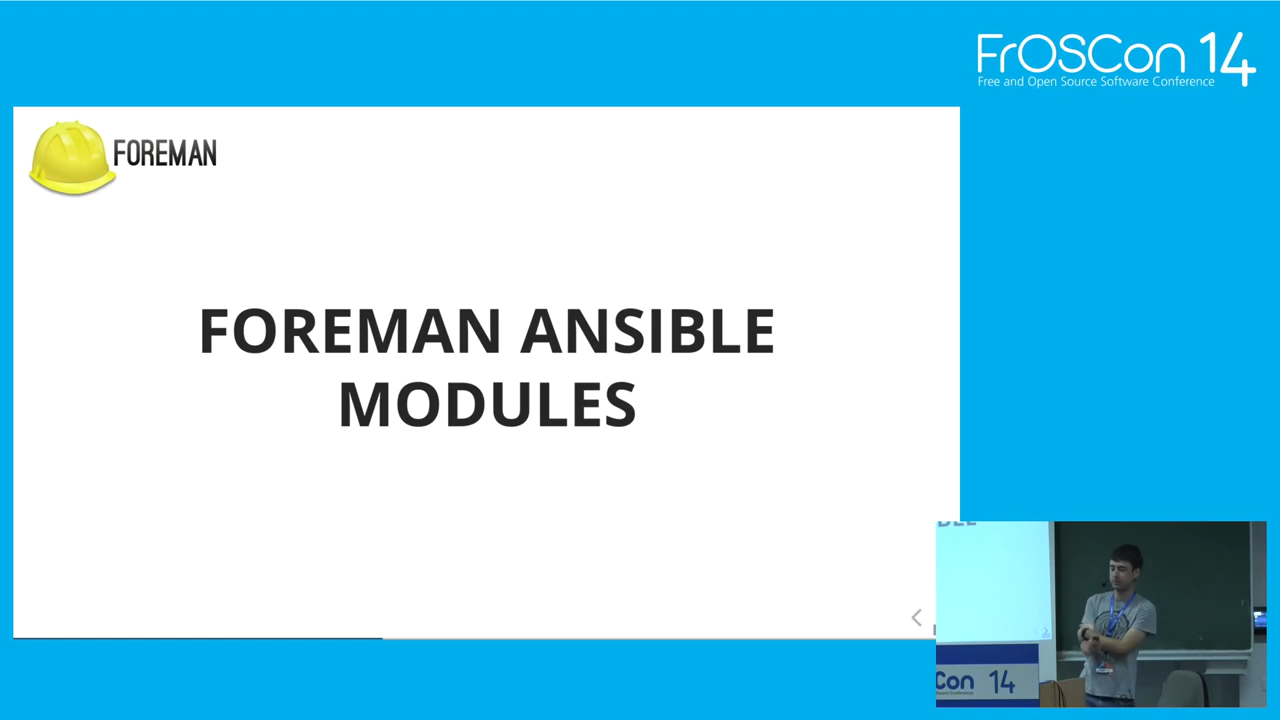 FrOSCon 14
Free and Open Source Software Conference
FOREMAN
FOREMAN ANSIBLE
MODULES
Con 14